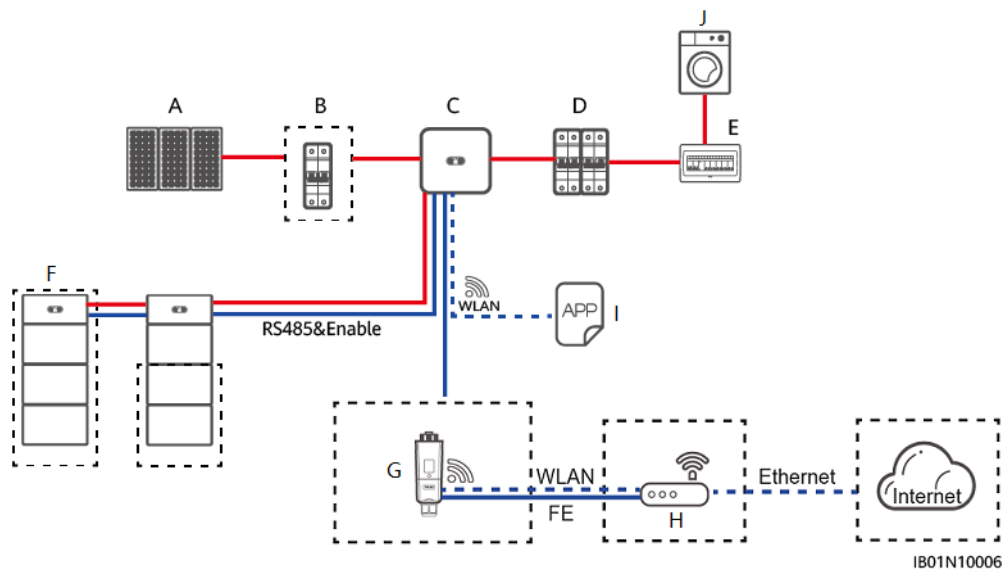 J
A
B
C
D
E
F
WLAN
APP
I
RS485&Enable
G
WLAN
Ethernet
Internet
FE
H
IB01N10006